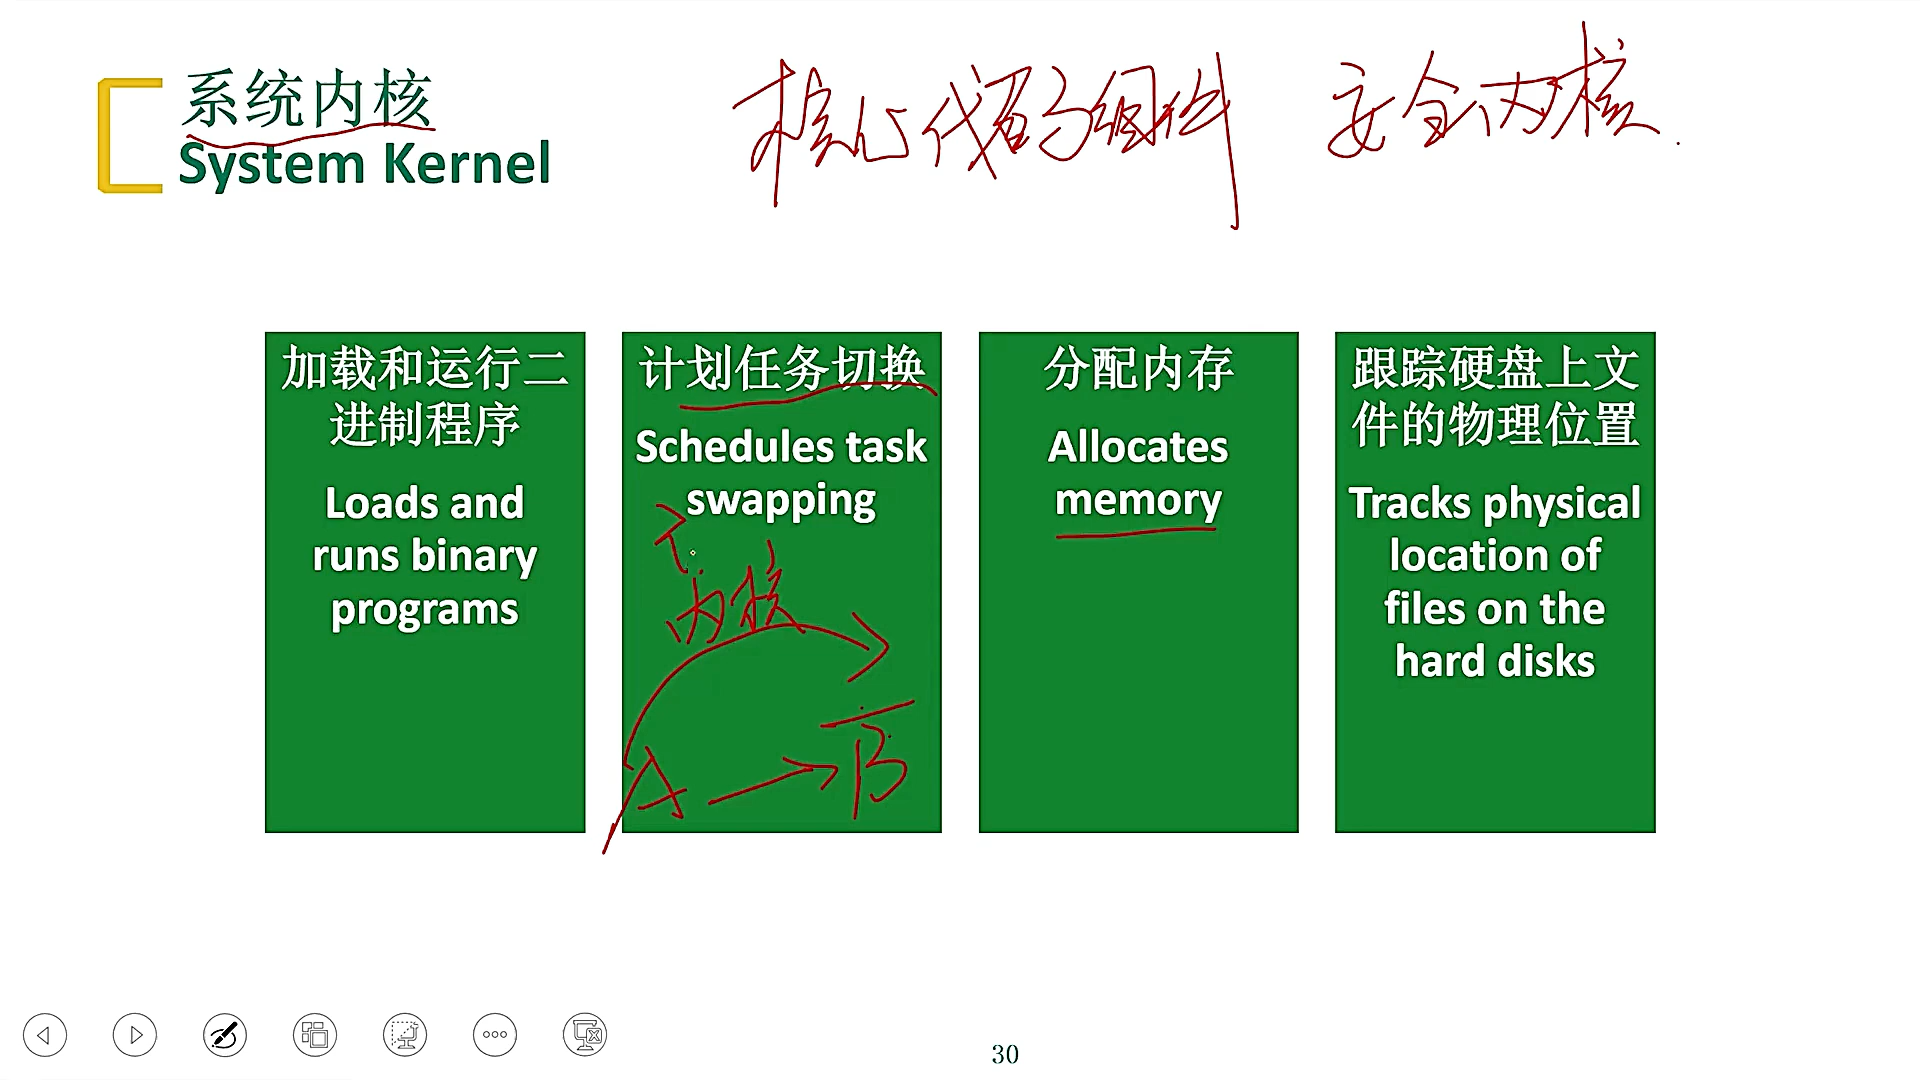 系统内核
System Kernel
核心代码组件 安全内核
加载和运行二
进制程序
Loads and
runs binary
programs
计划任务切换
Schedules task
swapping
内核
A
B
分配内存
Allocates
memory
跟踪硬盘上文
件的物理位置
Tracks physical
location of
files on the
hard disks
30